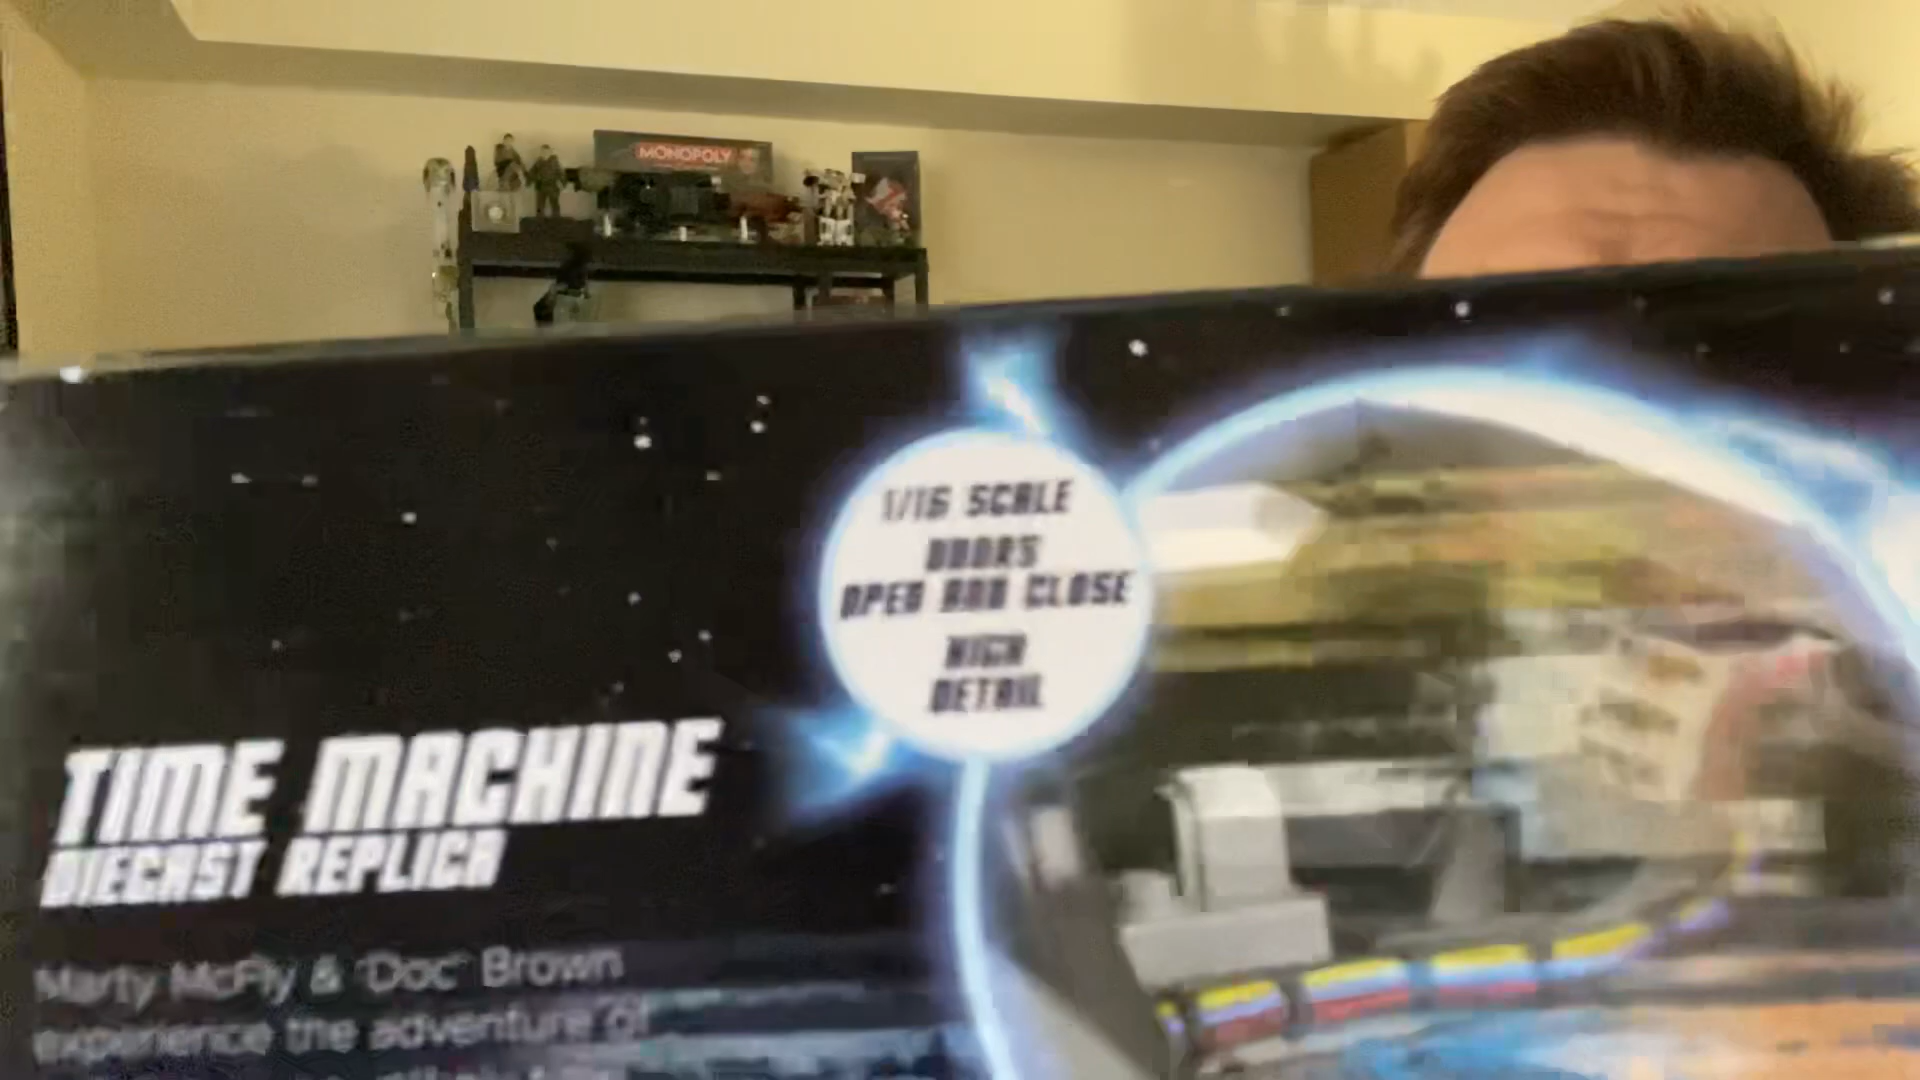 MONOPOLY
1/16 SCALE
DOORS
OPEN AND CLOSE
HIGH
DETAIL
TIME MACHINE
DIECAST REPLICA
Marty McFly & 'Doc' Brown
experience the adventure of